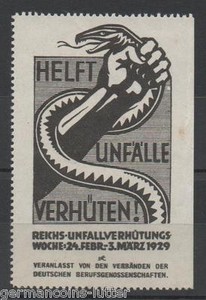 HELFT
UNFÄLLE
VERHÜTEN!
REICHS-UNFALLVERHÜTUNGS-
WOCHE: 24. FEBR.-3. MÄRZ 1929
VERANLASST VON DEN VERBÄNDEN DER
DEUTSCHEN BERUFSGENOSSENSCHAFTEN.
germancoins-lutter